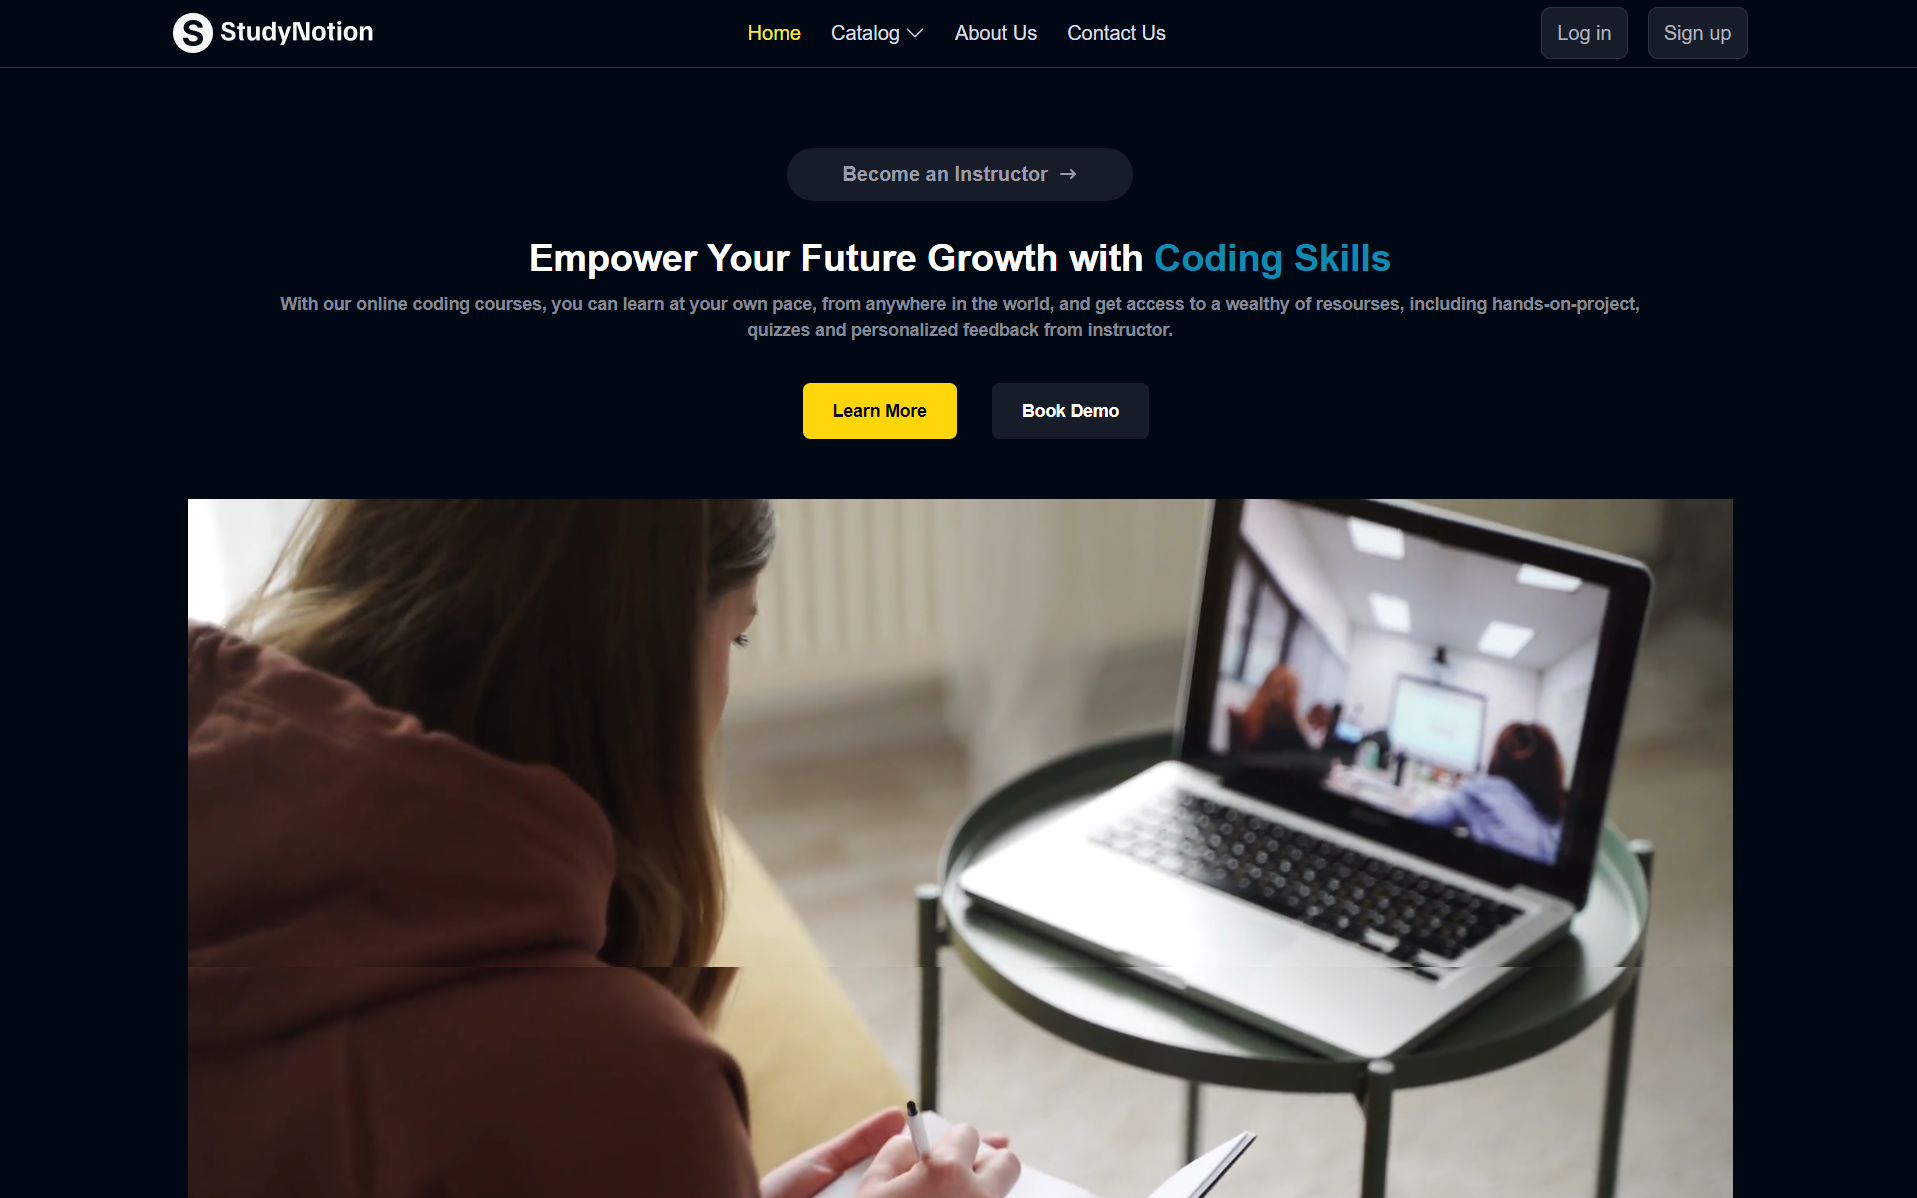 S StudyNotion
Home Catalog About Us Contact Us
Log in Sign up
Become an Instructor →
Empower Your Future Growth with Coding Skills
With our online coding courses, you can learn at your own pace, from anywhere in the world, and get access to a wealthy of resourses, including hands-on-project,
quizzes and personalized feedback from instructor.
Learn More Book Demo